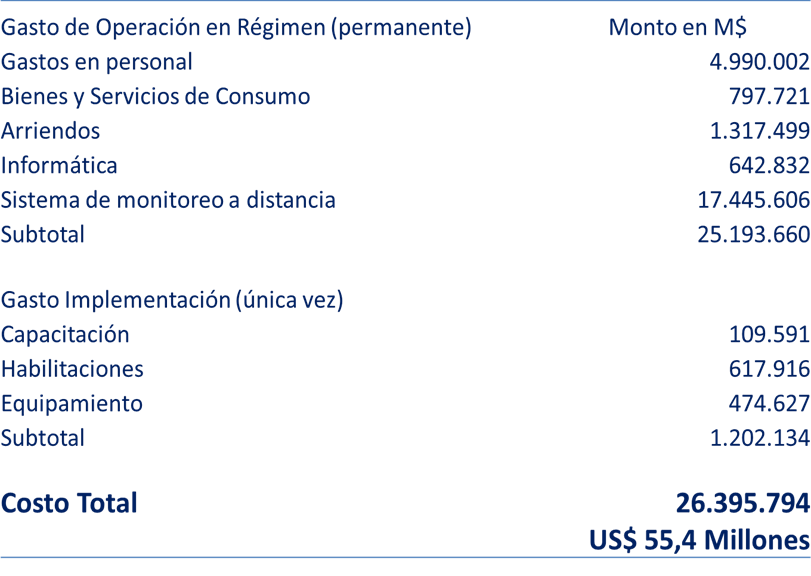 Gasto de Operación en Régimen (permanente) Monto en M$
Gastos en personal 4.990.002
Bienes y Servicios de Consumo 797.721
Arriendos 1.317.499
Informática 642.832
Sistema de monitoreo a distancia 17.445.606
Subtotal 25.193.660
Gasto Implementación (única vez)
Capacitación 109.591
Habilitaciones 617.916
Equipamiento 474.627
Subtotal 1.202.134
Costo Total 26.395.794
US$ 55,4 Millones